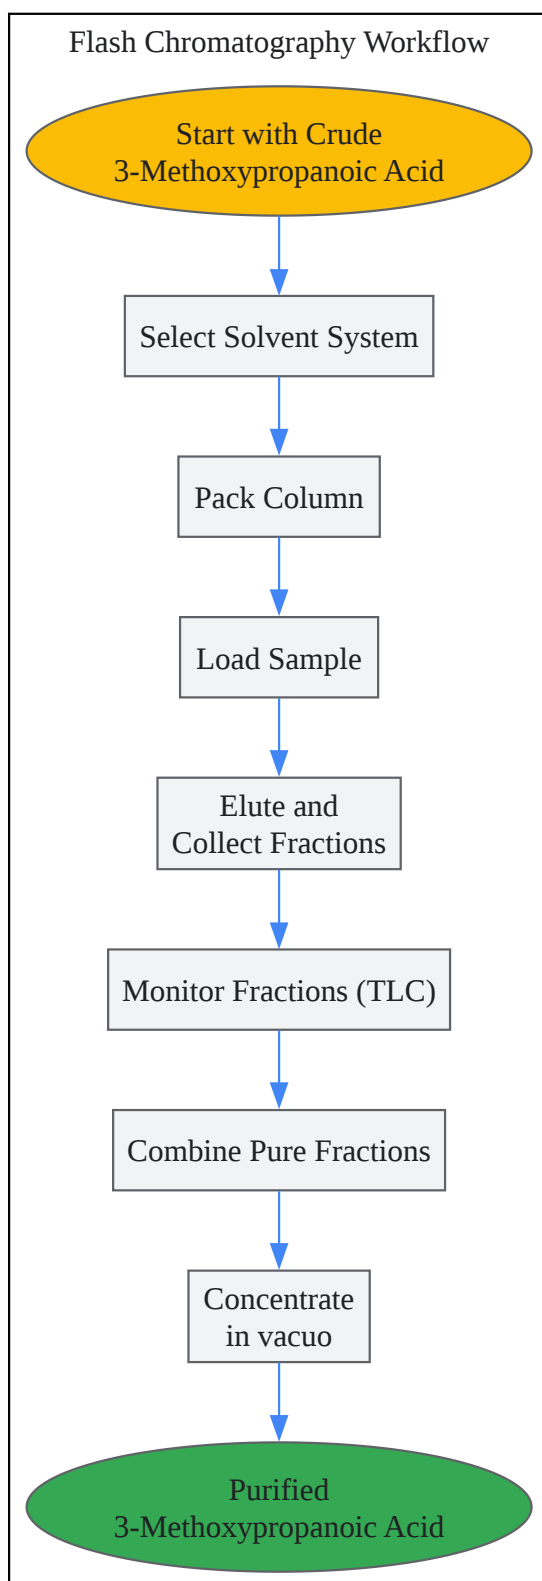 Flash Chromatography Workflow
Start with Crude
3-Methoxypropanoic Acid
Select Solvent System
Pack Column
Load Sample
Elute and
Collect Fractions
Monitor Fractions (TLC)
Combine Pure Fractions
Concentrate
in vacuo
Purified
3-Methoxypropanoic Acid